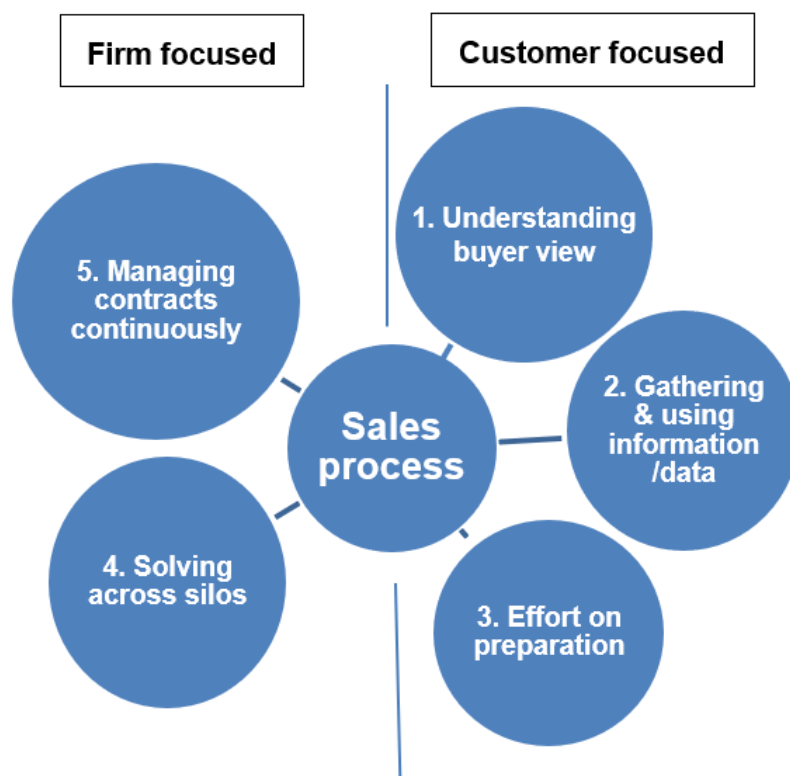 Firm focused
Customer focused
1. Understanding
buyer view
2. Gathering
& using
information
/data
3. Effort on
preparation
4. Solving
across silos
5. Managing
contracts
continuously
Sales
process